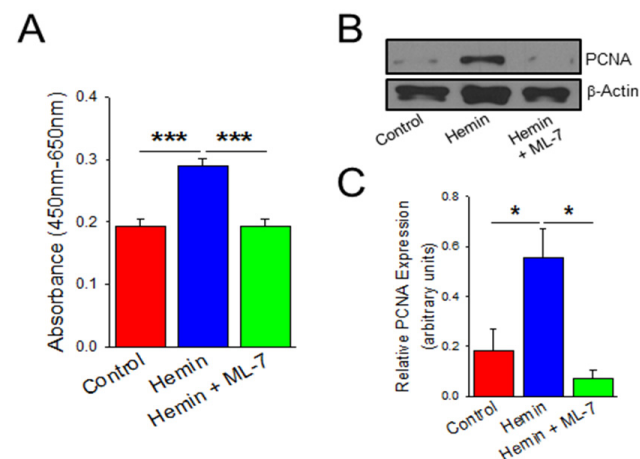 A
Absorbance (450nm-650nm)
0.4
0.3
0.2
0.1
0.0
***
***
Control
Hemin
Hemin + ML-7
B
PCNA
β-Actin
Control
Hemin
Hemin
+ ML-7
C
Relative PCNA Expression
(arbitrary units)
0.8
0.6
0.4
0.2
0.0
*
*
Control
Hemin
Hemin + ML-7